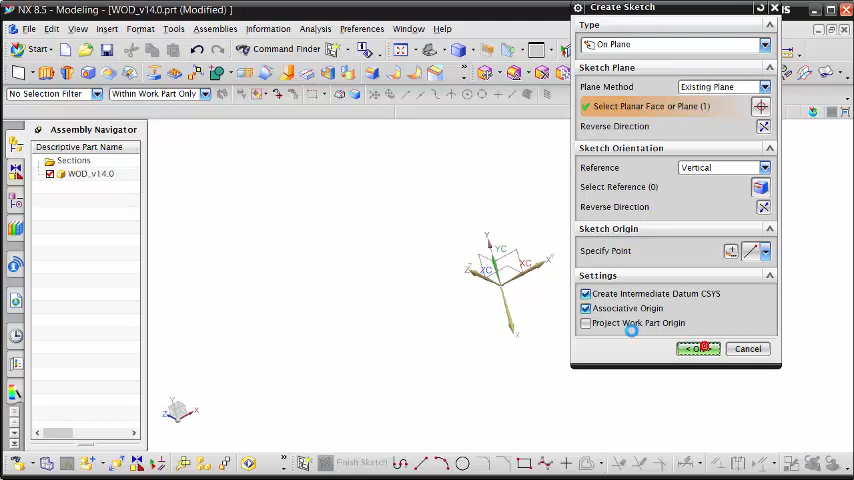 NX 8.5 - Modeling - [WOD_v14.0.prt (Modified) ]
Create Sketch
File Edit View Insert Format Tools Assemblies Information Analysis Preferences
Type
On Plane
Start
Command Finder
Sketch Plane
Plane Method Existing Plane
Select Planar Face or Plane (1)
No Selection Filter Within Work Part Only
Reverse Direction
Assembly Navigator
Sketch Orientation
Descriptive Part Name
Sections
WOD_v14.0
Reference Vertical
Select Reference (0)
Reverse Direction
Sketch Origin
Specify Point
Y
YC
Z XC XC X
X
Settings
Create Intermediate Datum CSYS
Associative Origin
Project Work Part Origin
Cancel
Y
Z X
Finish Sketch